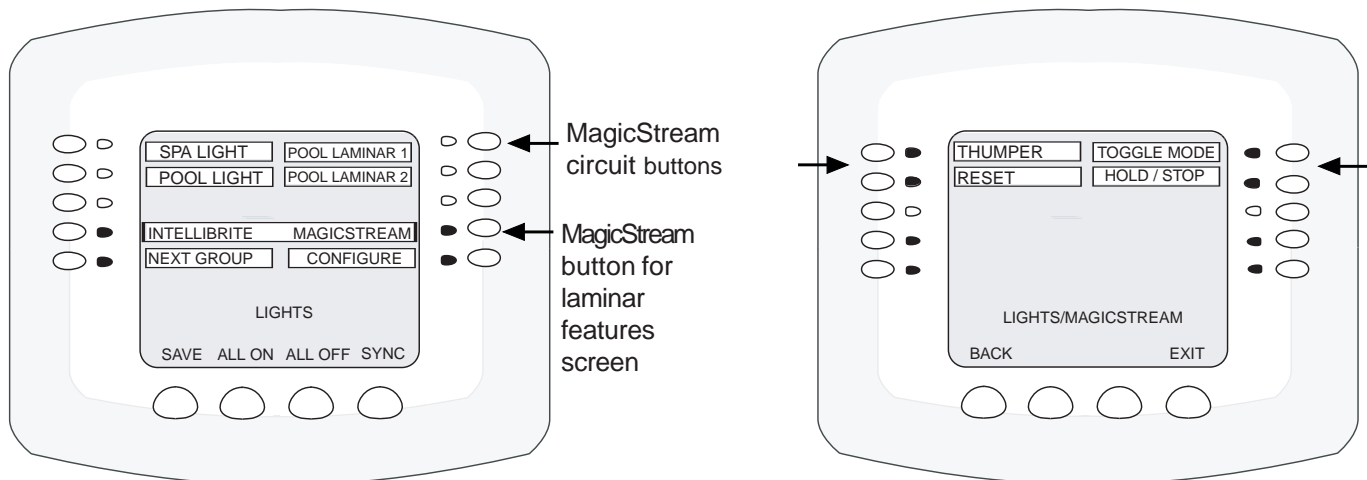 SPA LIGHT POOL LAMINAR 1
POOL LIGHT POOL LAMINAR 2
INTELLIBRITE MAGICSTREAM
NEXT GROUP CONFIGURE
LIGHTS
SAVE ALL ON ALL OFF SYNC
MagicStream
circuit buttons
MagicStream
button for
laminar
features
screen
THUMPER TOGGLE MODE
RESET HOLD / STOP
LIGHTS/MAGICSTREAM
BACK EXIT